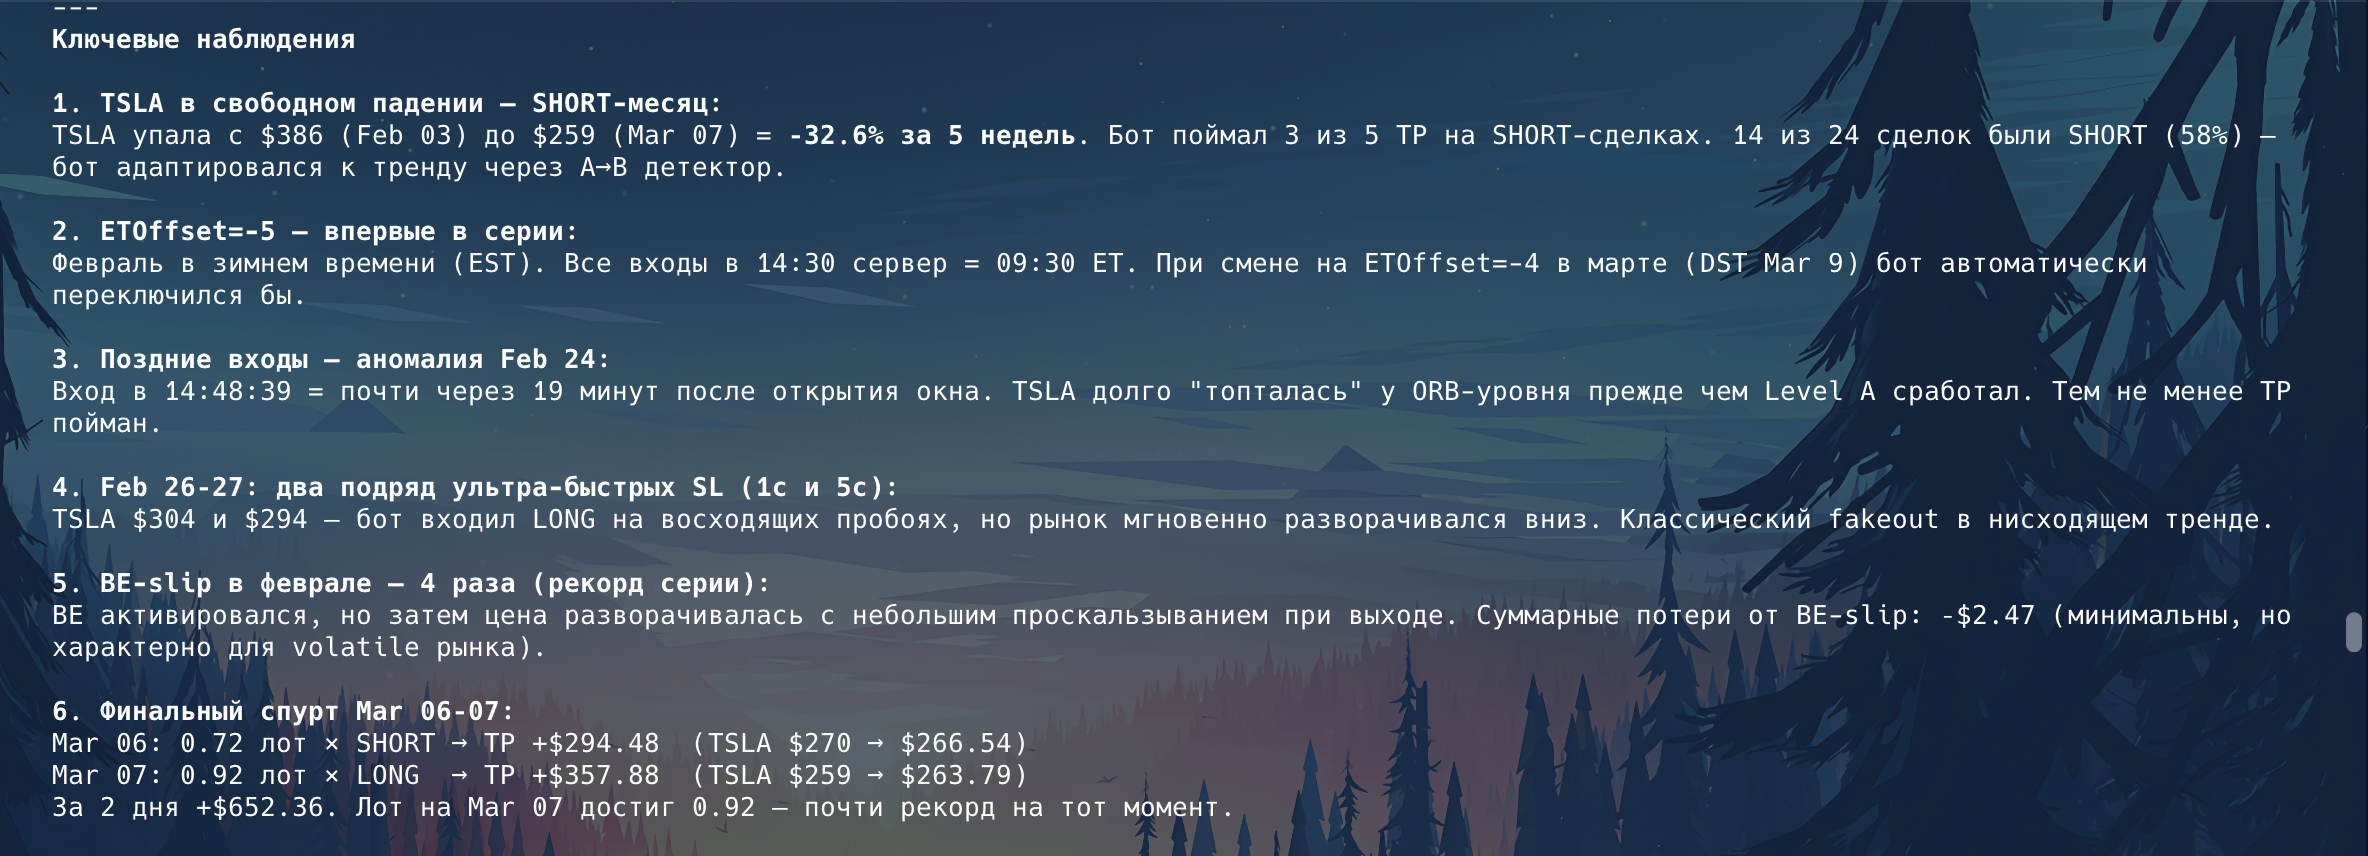 ---
Ключевые наблюдения
1. TSLA в свободном падении — SHORT-месяц:
TSLA упала с $386 (Feb 03) до $259 (Mar 07) = -32.6% за 5 недель. Бот поймал 3 из 5 TP на SHORT-сделках. 14 из 24 сделок были SHORT (58%) —
бот адаптировался к тренду через A→B детектор.
2. ETOffset=-5 — впервые в серии:
Февраль в зимнем времени (EST). Все входы в 14:30 сервер = 09:30 ET. При смене на ETOffset=-4 в марте (DST Mar 9) бот автоматически
переключился бы.
3. Поздние входы — аномалия Feb 24:
Вход в 14:48:39 = почти через 19 минут после открытия окна. TSLA долго "топталась" у ORB-уровня прежде чем Level A сработал. Тем не менее TP
пойман.
4. Feb 26-27: два подряд ультра-быстрых SL (1с и 5с):
TSLA $304 и $294 — бот входил LONG на восходящих пробоях, но рынок мгновенно разворачивался вниз. Классический fakeout в нисходящем тренде.
5. BE-slip в феврале — 4 раза (рекорд серии):
BE активировался, но затем цена разворачивалась с небольшим проскальзыванием при выходе. Суммарные потери от BE-slip: -$2.47 (минимальны, но
характерно для volatile рынка).
6. Финальный спурт Mar 06-07:
Mar 06: 0.72 лот × SHORT → TP +$294.48  (TSLA $270 → $266.54)
Mar 07: 0.92 лот × LONG  → TP +$357.88  (TSLA $259 → $263.79)
За 2 дня +$652.36. Лот на Mar 07 достиг 0.92 — почти рекорд на тот момент.